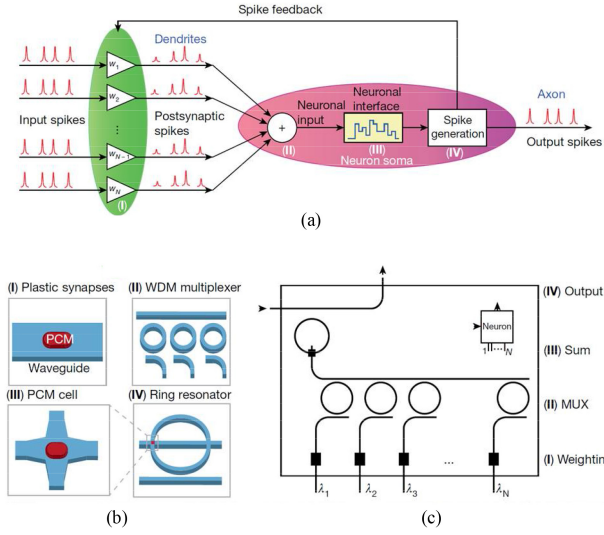 Spike feedback
Dendrites
w1
w2
Input spikes
⋮
Postsynaptic
spikes
wN−1
wN
(I)
Neuronal
input
+
(II)
Neuronal
interface
(III)
Neuron soma
Spike
generation
(IV)
Axon
Output spikes
(a)
(I) Plastic synapses
PCM
Waveguide
(II) WDM multiplexer
(III) PCM cell
(IV) Ring resonator
(b)
(IV) Output
Neuron
1 ... N
(III) Sum
(II) MUX
(I) Weightin
...
λ1 λ2 λ3 λN
(c)